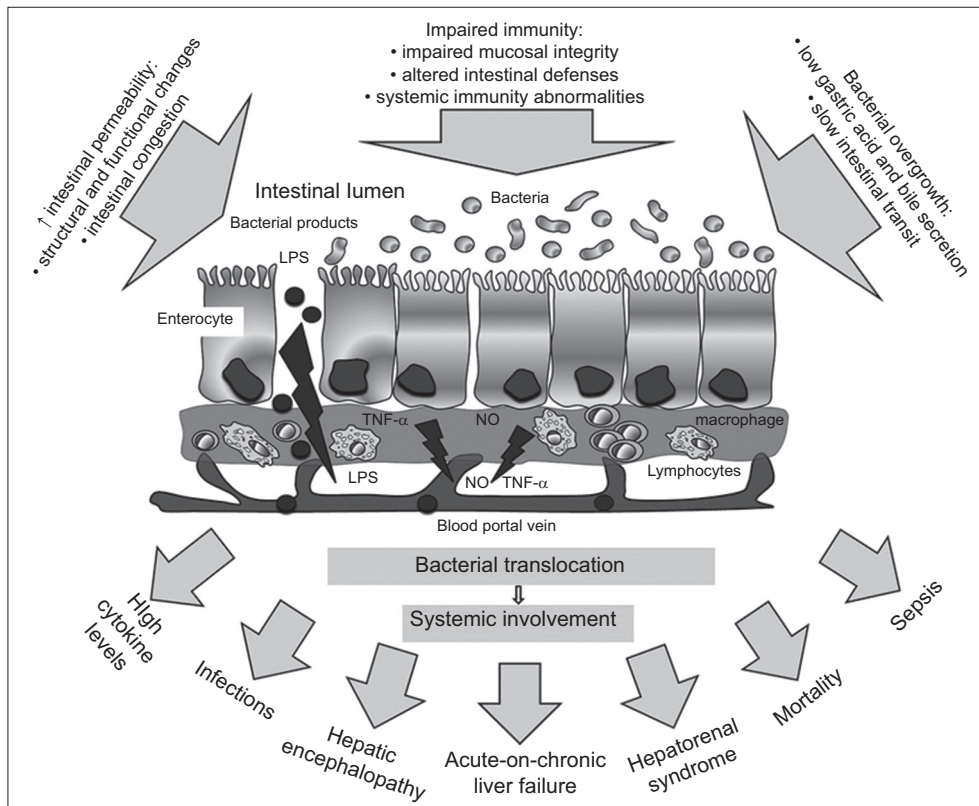 ↑ intestinal permeability:
• structural and functional changes
• intestinal congestion
Impaired immunity:
• impaired mucosal integrity
• altered intestinal defenses
• systemic immunity abnormalities
Bacterial overgrowth:
• low gastric acid and bile secretion
• slow intestinal transit
Intestinal lumen
Bacterial products
Bacteria
LPS
Enterocyte
TNF-α
NO
macrophage
LPS
NO
TNF-α
Lymphocytes
Blood portal vein
Bacterial translocation
Systemic involvement
HIgh
cytokine
levels
Infections
Hepatic
encephalopathy
Acute-on-chronic
liver failure
Hepatorenal
syndrome
Mortality
Sepsis